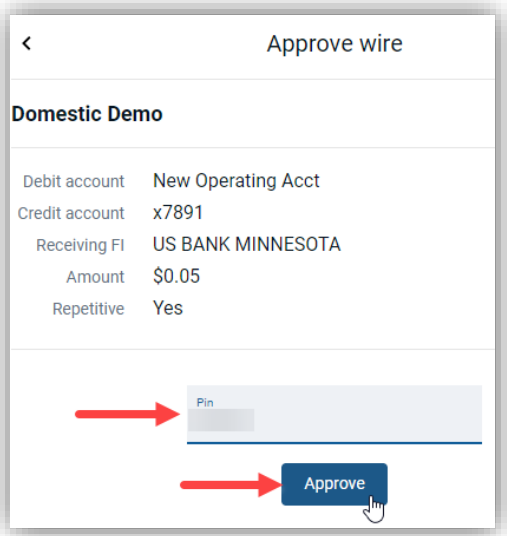 Approve wire
Domestic Demo
Debit account New Operating Acct
Credit account x7891
Receiving FI US BANK MINNESOTA
Amount $0.05
Repetitive Yes
Pin
Approve